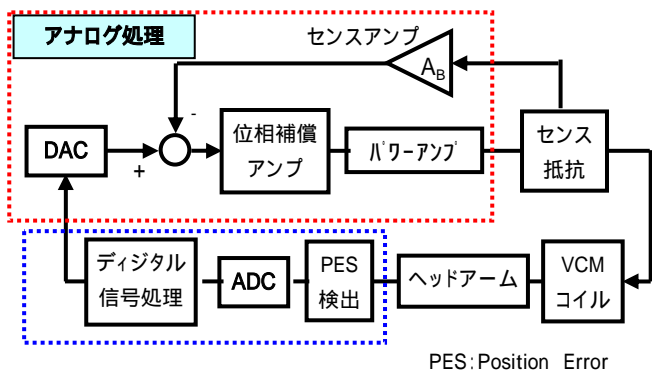 アナログ処理
センスアンプ
A_B
-
DAC
+
位相補償
アンプ
ﾊﾟﾜｰｱﾝﾌﾟ
センス
抵抗
ディジタル
信号処理
ADC
PES
検出
ヘッドアーム
VCM
コイル
PES：Position Error